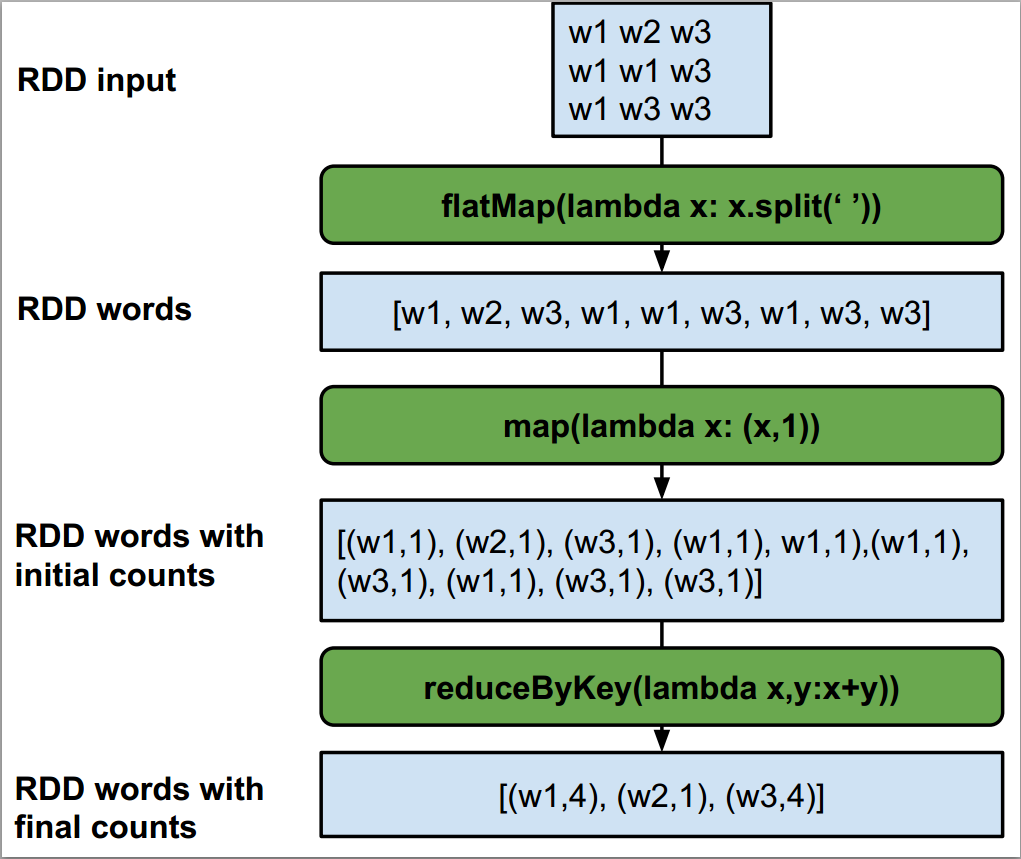 RDD input
w1 w2 w3
w1 w1 w3
w1 w3 w3
flatMap(lambda x: x.split(‘ ’))
RDD words
[w1, w2, w3, w1, w1, w3, w1, w3, w3]
map(lambda x: (x,1))
RDD words with
initial counts
[(w1,1), (w2,1), (w3,1), (w1,1), w1,1),(w1,1),
(w3,1), (w1,1), (w3,1), (w3,1)]
reduceByKey(lambda x,y:x+y))
RDD words with
final counts
[(w1,4), (w2,1), (w3,4)]